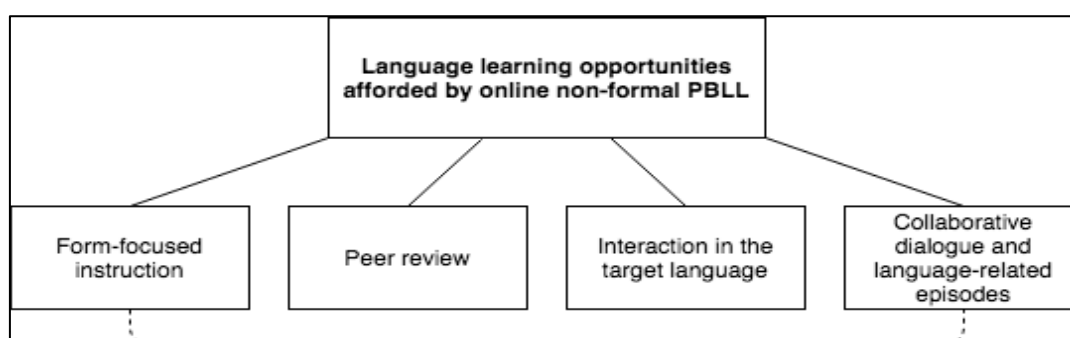 Language learning opportunities
afforded by online non-formal PBLL
Form-focused
instruction
Peer review
Interaction in the
target language
Collaborative
dialogue and
language-related
episodes